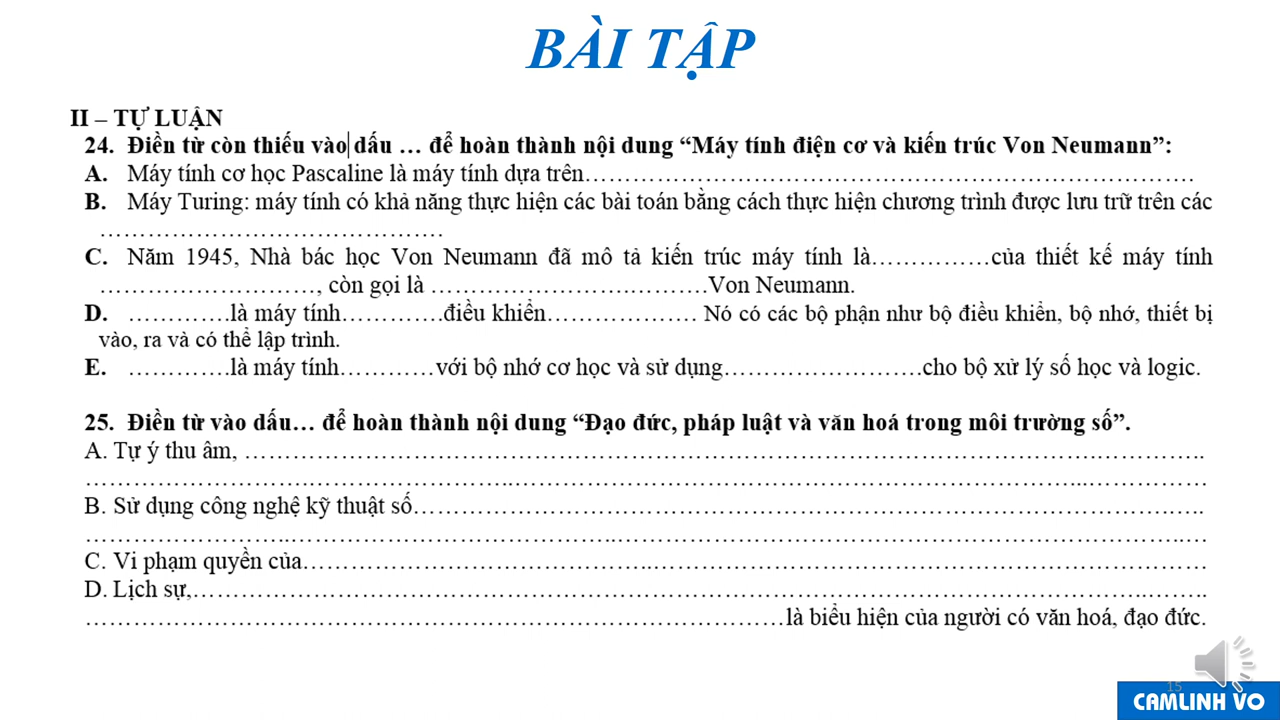 BÀI TẬP
II – TỰ LUẬN
24. Điền từ còn thiếu vào dấu … để hoàn thành nội dung “Máy tính điện cơ và kiến trúc Von Neumann”:
A. Máy tính cơ học Pascaline là máy tính dựa trên………………………………………………………………….
B. Máy Turing: máy tính có khả năng thực hiện các bài toán bằng cách thực hiện chương trình được lưu trữ trên các
…………………………………….
C. Năm 1945, Nhà bác học Von Neumann đã mô tả kiến trúc máy tính là……………của thiết kế máy tính
………………………, còn gọi là …………………….……….Von Neumann.
D. ………….là máy tính………….điều khiển………………. Nó có các bộ phận như bộ điều khiển, bộ nhớ, thiết bị
vào, ra và có thể lập trình.
E. ………….là máy tính…………với bộ nhớ cơ học và sử dụng…………………….cho bộ xử lý số học và logic.
25. Điền từ vào dấu… để hoàn thành nội dung “Đạo đức, pháp luật và văn hoá trong môi trường số”.
A. Tự ý thu âm, ……………………………………………………………………………………………….…………..
……………………….……………………..……………………………………………………………...……………
B. Sử dụng công nghệ kỹ thuật số…………………………………………………………………………………….….
……………………..…………………………………..……………………………………………………………..…
C. Vi phạm quyền của…………………………………….……………………………………………………………
D. Lịch sự,………………………………………………………………………………………………………..……..
……………………………………………………………………………là biểu hiện của người có văn hoá, đạo đức.
15
CAMLINH VO